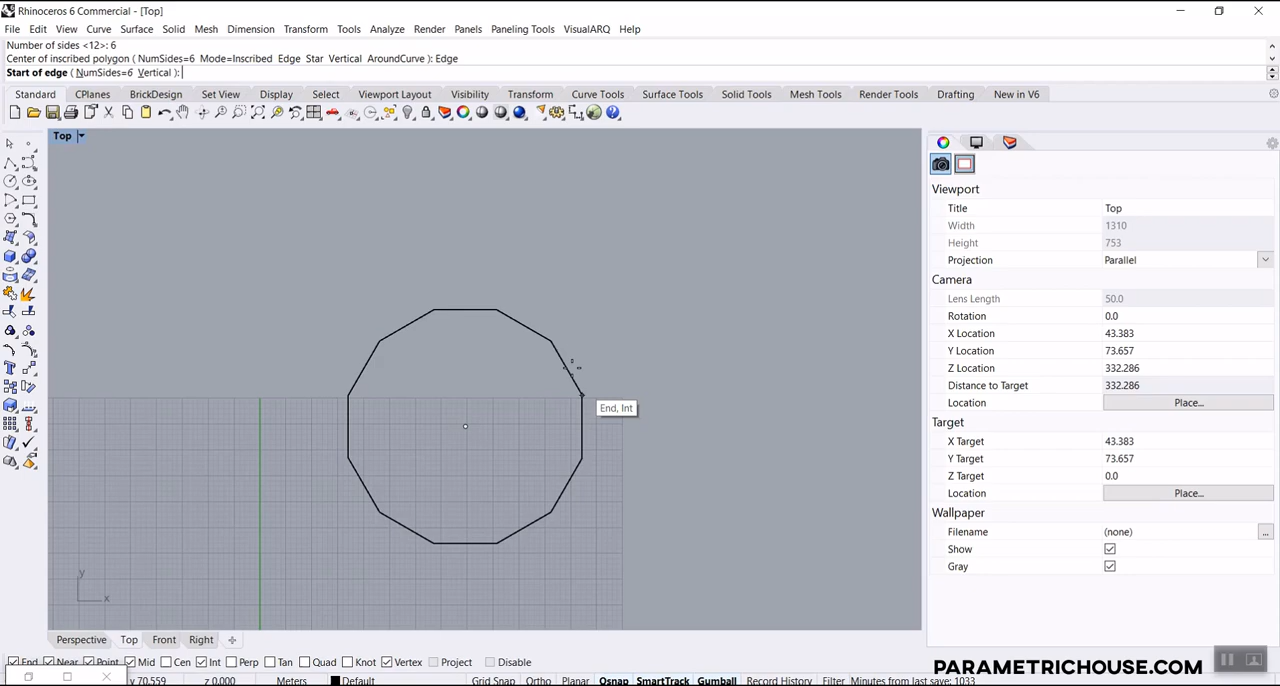 Rhinoceros 6 Commercial - [Top]
File Edit View Curve Surface Solid Mesh Dimension Transform Tools Analyze Render Panels Paneling Tools VisualARQ Help
Number of sides <12>: 6
Center of inscribed polygon ( NumSides=6 Mode=Inscribed Edge Star Vertical AroundCurve ): Edge
Start of edge ( NumSides=6 Vertical ):
Standard CPlanes BrickDesign Set View Display Select Viewport Layout Visibility Transform Curve Tools Surface Tools Solid Tools Mesh Tools Render Tools Drafting New in V6
Top
Viewport
Title Top
Width 1310
Height 753
Projection Parallel
Camera
Lens Length 50.0
Rotation 0.0
X Location 43.383
Y Location 73.657
Z Location 332.286
Distance to Target 332.286
Location Place...
Target
X Target 43.383
Y Target 73.657
Z Target 0.0
Location Place...
Wallpaper
Filename (none) ...
Show
Gray
End, Int
y
x
Perspective Top Front Right
End Near Point Mid Cen Int Perp Tan Quad Knot Vertex Project Disable
PARAMETRICHOUSE.COM
y 70.559 z 0.000 Meters Default Grid Snap Ortho Planar Osnap SmartTrack Gumball Record History Filter Minutes from last save: 1033